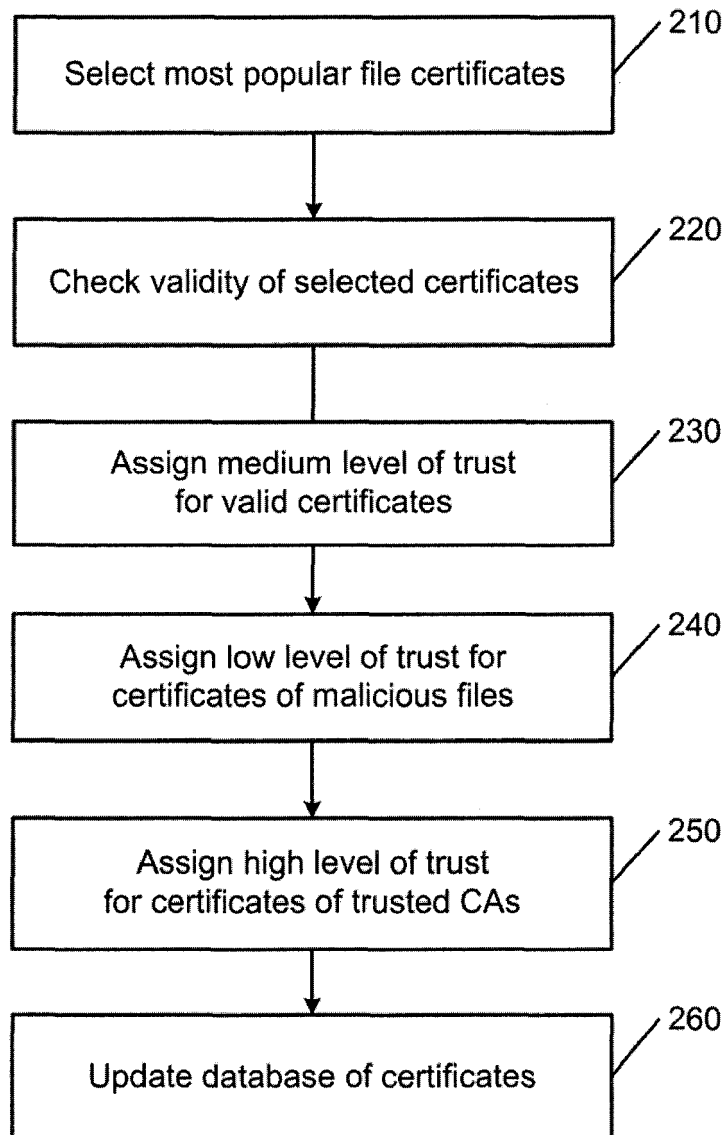 210
Select most popular file certificates
220
Check validity of selected certificates
230
Assign medium level of trust
for valid certificates
240
Assign low level of trust for
certificates of malicious files
250
Assign high level of trust
for certificates of trusted CAs
260
Update database of certificates